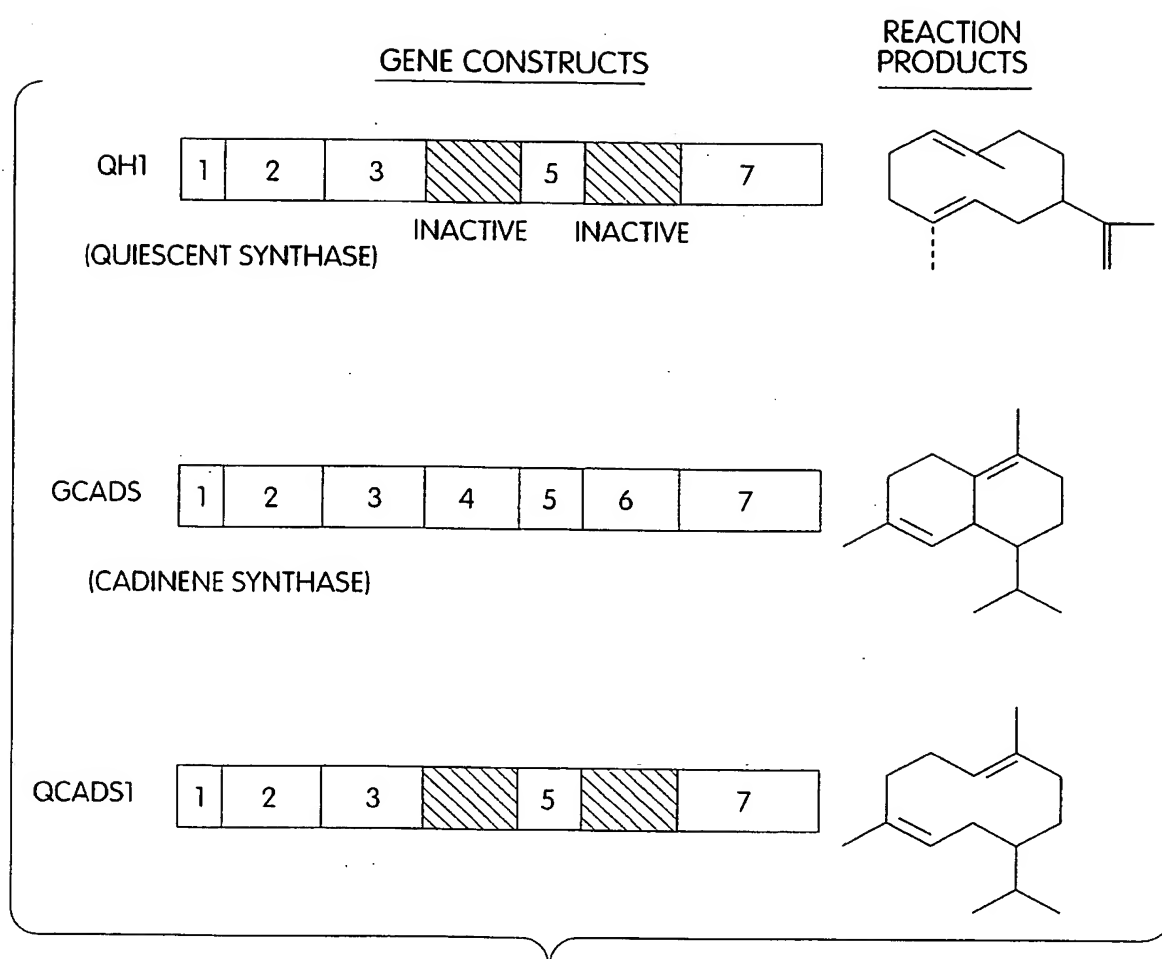 GENE CONSTRUCTS
REACTION
PRODUCTS
QH1
1 2 3 5 7
INACTIVE INACTIVE
(QUIESCENT SYNTHASE)
GCADS
1 2 3 4 5 6 7
(CADINENE SYNTHASE)
QCADS1
1 2 3 5 7